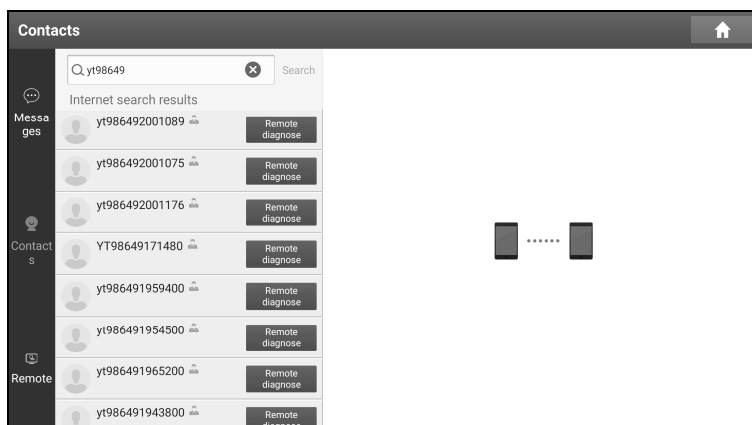 Contacts
yt98649
Search
Internet search results
Messa
ges
Contact
s
Remote
yt986492001089
Remote
diagnose
yt986492001075
Remote
diagnose
yt986492001176
Remote
diagnose
YT98649171480
Remote
diagnose
yt986491959400
Remote
diagnose
yt986491954500
Remote
diagnose
yt986491965200
Remote
diagnose
yt986491943800
Remote
diagnose